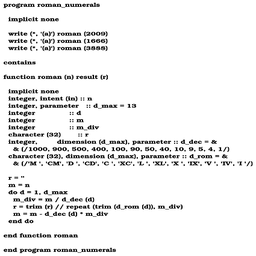 program roman_numerals
implicit none
write (*, '(a)') roman (2009)
write (*, '(a)') roman (1666)
write (*, '(a)') roman (3888)
contains
function roman (n) result (r)
implicit none
integer, intent (in) :: n
integer, parameter :: d_max = 13
integer :: d
integer :: m
integer :: m_div
character (32) :: r
integer, dimension (d_max), parameter :: d_dec = &
& (/1000, 900, 500, 400, 100, 90, 50, 40, 10, 9, 5, 4, 1/)
character (32), dimension (d_max), parameter :: d_rom = &
& (/'M ', 'CM', 'D ', 'CD', 'C ', 'XC', 'L ', 'XL', 'X ', 'IX', 'V ', 'IV', 'I '/)
r = ''
m = n
do d = 1, d_max
m_div = m / d_dec (d)
r = trim (r) // repeat (trim (d_rom (d)), m_div)
m = m - d_dec (d) * m_div
end do
end function roman
end program roman_numerals